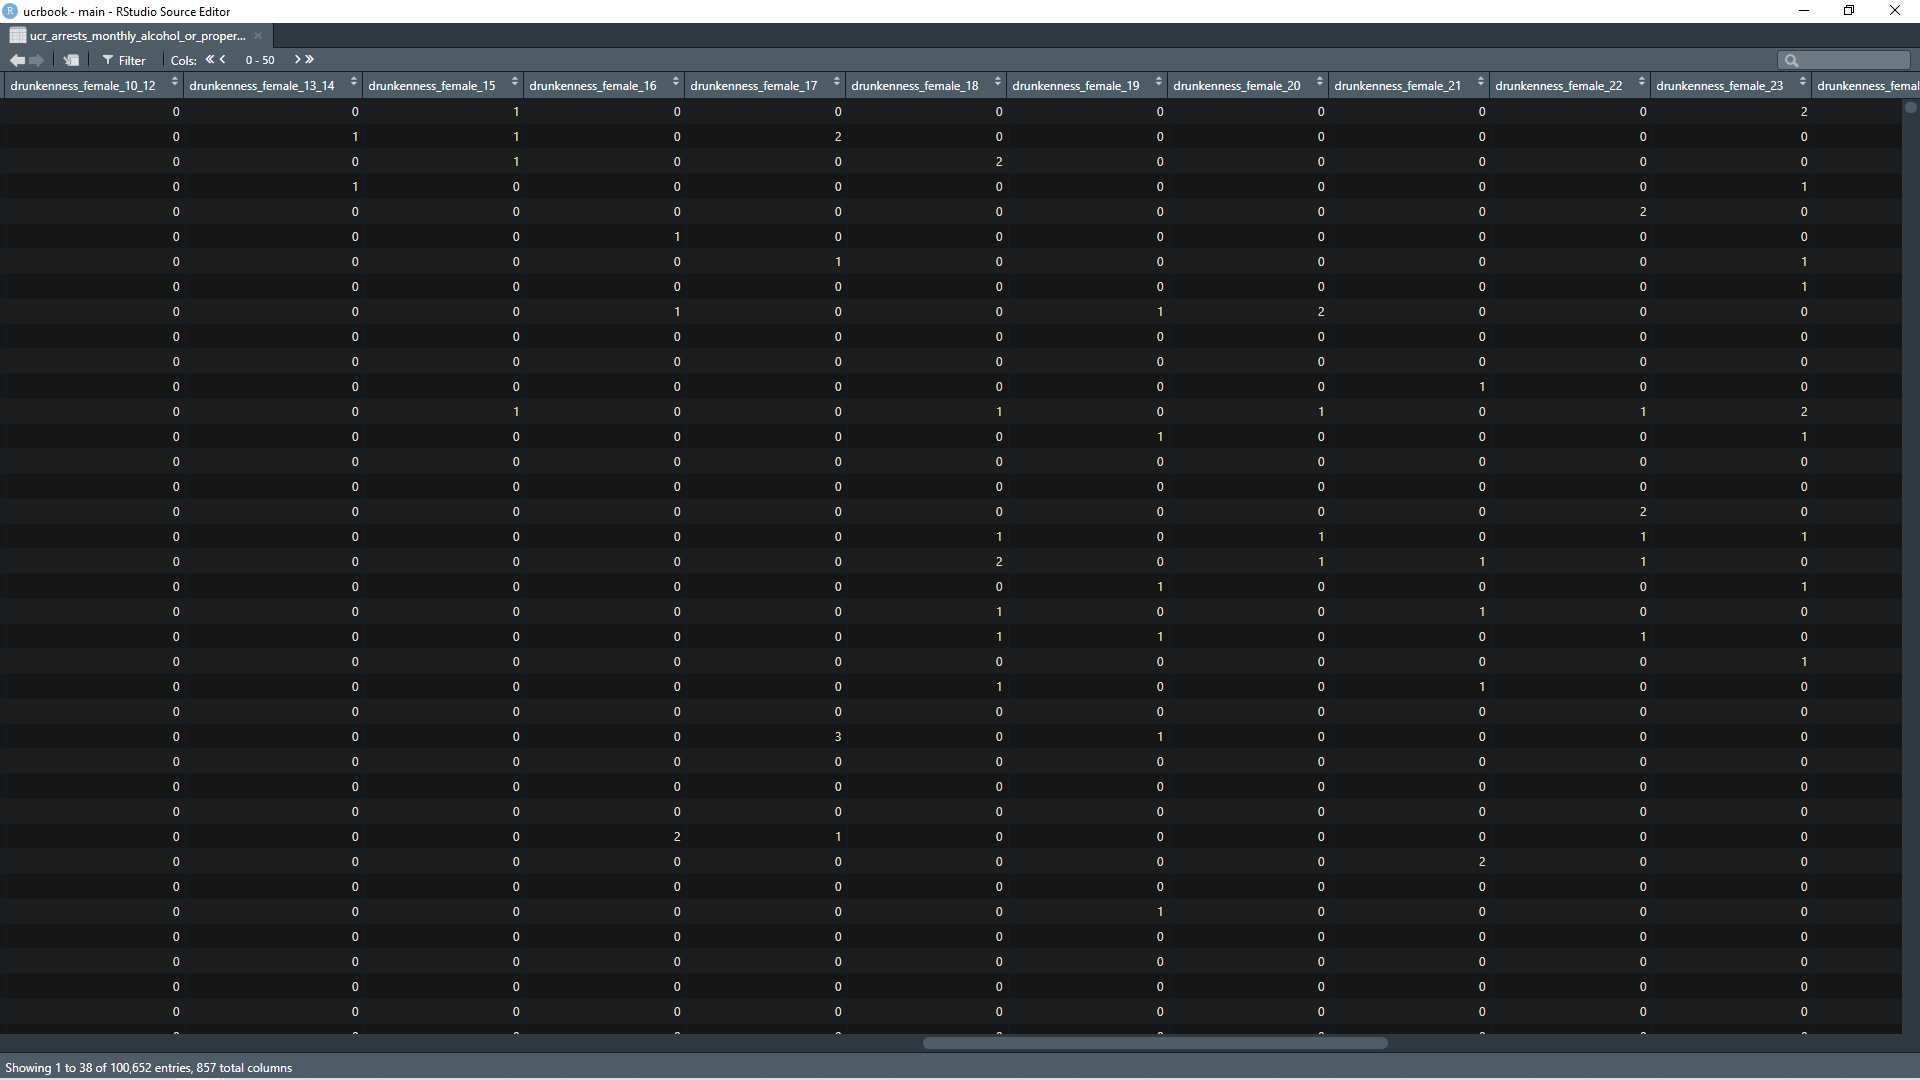 ucrbook - main - RStudio Source Editor
ucr_arrests_monthly_alcohol_or_proper...
Filter Cols: 0 - 50
drunkenness_female_10_12 drunkenness_female_13_14 drunkenness_female_15 drunkenness_female_16 drunkenness_female_17 drunkenness_female_18 drunkenness_female_19 drunkenness_female_20 drunkenness_female_21 drunkenness_female_22 drunkenness_female_23 drunkenness_femal
0 0 1 0 0 0 0 0 0 0 2
0 1 1 0 2 0 0 0 0 0 0
0 0 1 0 0 2 0 0 0 0 0
0 1 0 0 0 0 0 0 0 0 1
0 0 0 0 0 0 0 0 0 2 0
0 0 0 1 0 0 0 0 0 0 0
0 0 0 0 1 0 0 0 0 0 1
0 0 0 0 0 0 0 0 0 0 1
0 0 0 1 0 0 1 2 0 0 0
0 0 0 0 0 0 0 0 0 0 0
0 0 0 0 0 0 0 0 0 0 0
0 0 0 0 0 0 0 0 1 0 0
0 0 1 0 0 1 0 1 0 1 2
0 0 0 0 0 0 1 0 0 0 1
0 0 0 0 0 0 0 0 0 0 0
0 0 0 0 0 0 0 0 0 0 0
0 0 0 0 0 0 0 0 0 2 0
0 0 0 0 0 1 0 1 0 1 1
0 0 0 0 0 2 0 1 1 1 0
0 0 0 0 0 0 1 0 0 0 1
0 0 0 0 0 1 0 0 1 0 0
0 0 0 0 0 1 1 0 0 1 0
0 0 0 0 0 0 0 0 0 0 1
0 0 0 0 0 1 0 0 1 0 0
0 0 0 0 0 0 0 0 0 0 0
0 0 0 0 3 0 1 0 0 0 0
0 0 0 0 0 0 0 0 0 0 0
0 0 0 0 0 0 0 0 0 0 0
0 0 0 0 0 0 0 0 0 0 0
0 0 0 2 1 0 0 0 0 0 0
0 0 0 0 0 0 0 0 2 0 0
0 0 0 0 0 0 0 0 0 0 0
0 0 0 0 0 0 1 0 0 0 0
0 0 0 0 0 0 0 0 0 0 0
0 0 0 0 0 0 0 0 0 0 0
0 0 0 0 0 0 0 0 0 0 0
0 0 0 0 0 0 0 0 0 0 0
Showing 1 to 38 of 100,652 entries, 857 total columns